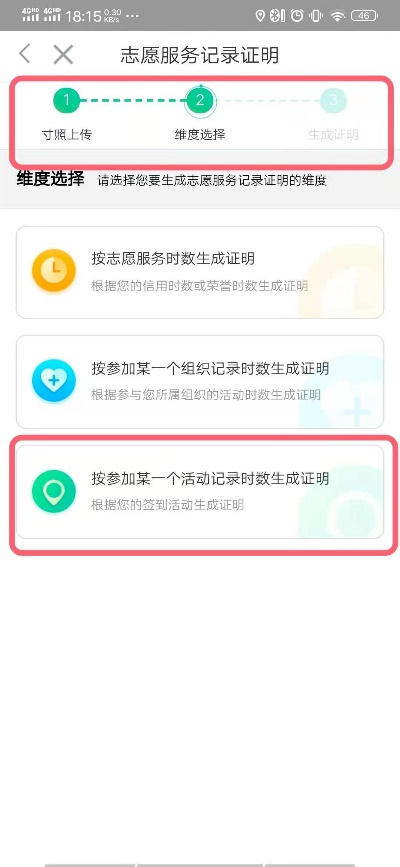 4GHD 4GHD 18:15 0.30 KB/s ··· 46
志愿服务记录证明
1 2 3
寸照上传 维度选择 生成证明
维度选择 请选择您要生成志愿服务记录证明的维度
按志愿服务时数生成证明
根据您的信用时数或荣誉时数生成证明
按参加某一个组织记录时数生成证明
根据参与您所属组织的活动时数生成证明
按参加某一个活动记录时数生成证明
根据您的签到活动生成证明